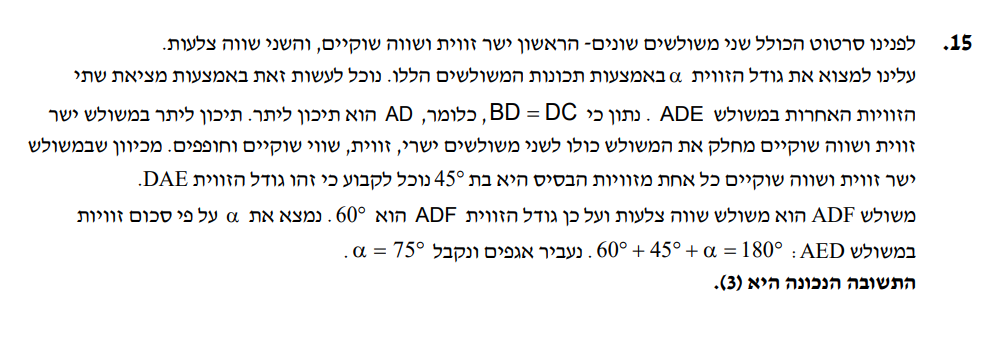 15. לפנינו סרטוט הכולל שני משולשים שונים- הראשון ישר זווית ושווה שוקיים, והשני שווה צלעות.
עלינו למצוא את גודל הזווית α באמצעות תכונות המשולשים הללו. נוכל לעשות זאת באמצעות מציאת שתי
הזוויות האחרות במשולש ADE . נתון כי BD = DC, כלומר, AD הוא תיכון ליתר. תיכון ליתר במשולש ישר
זווית ושווה שוקיים מחלק את המשולש כולו לשני משולשים ישרי, זווית, שווי שוקיים וחופפים. מכיוון שבמשולש
ישר זווית ושווה שוקיים כל אחת מזוויות הבסיס היא בת 45° נוכל לקבוע כי זהו גודל הזווית DAE.
משולש ADF הוא משולש שווה צלעות ועל כן גודל הזווית ADF הוא 60° . נמצא את α על פי סכום זוויות
במשולש AED : 60° + 45° + α = 180° . נעביר אגפים ונקבל α = 75° .
התשובה הנכונה היא (3).